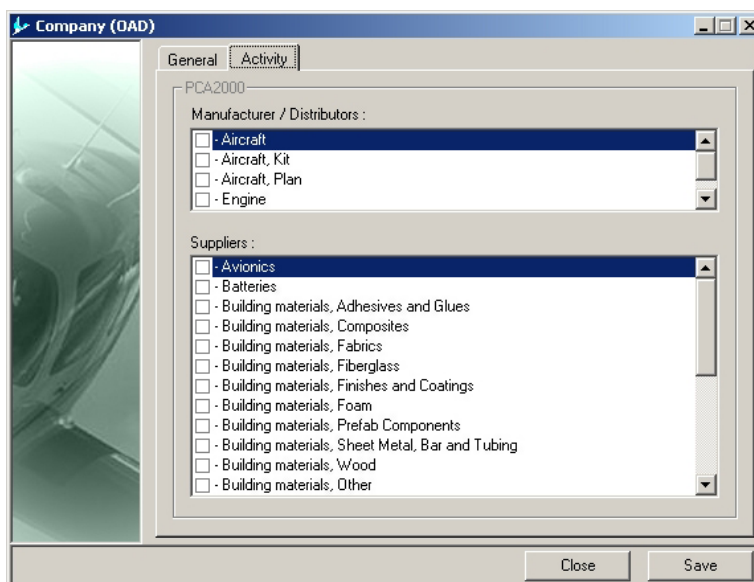 Company (OAD)
General Activity
PCA2000
Manufacturer / Distributors :
- Aircraft
- Aircraft, Kit
- Aircraft, Plan
- Engine
Suppliers :
- Avionics
- Batteries
- Building materials, Adhesives and Glues
- Building materials, Composites
- Building materials, Fabrics
- Building materials, Fiberglass
- Building materials, Finishes and Coatings
- Building materials, Foam
- Building materials, Prefab Components
- Building materials, Sheet Metal, Bar and Tubing
- Building materials, Wood
- Building materials, Other
Close Save